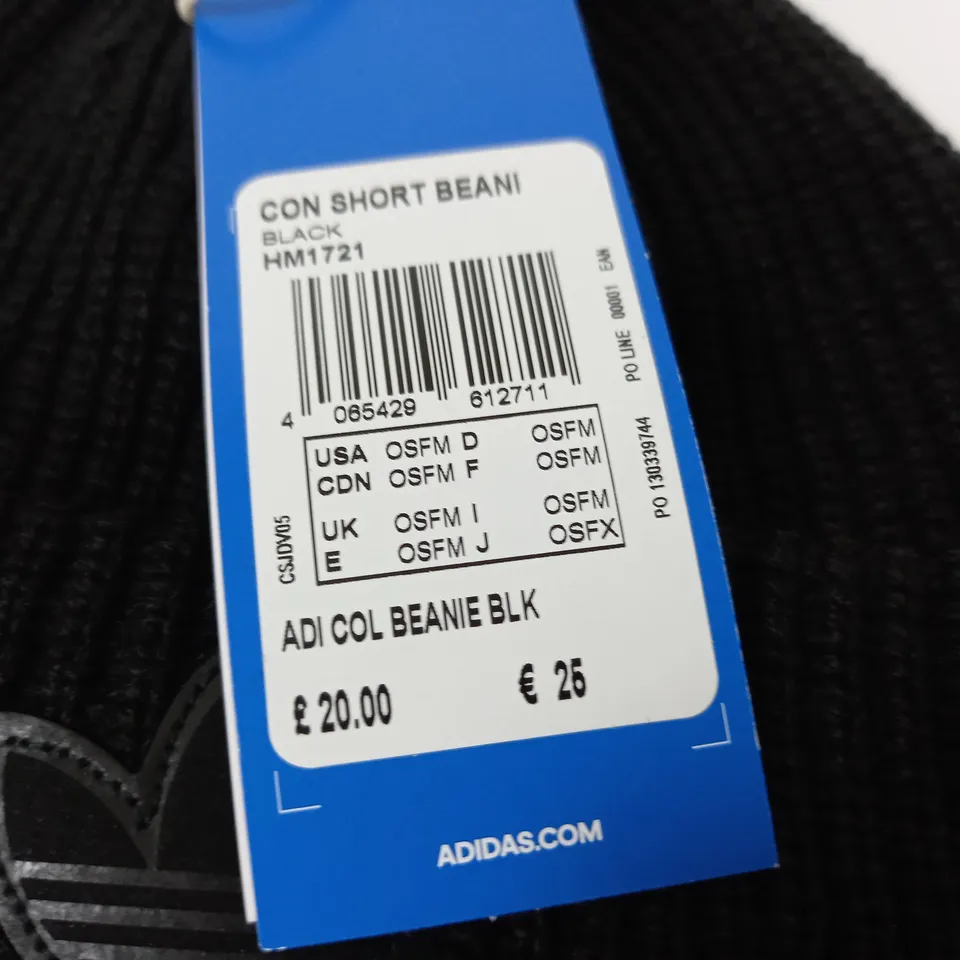 CON SHORT BEANI
BLACK
HM1721
4 065429 612711
PO LINE 00001 EAN
PO 130339744
CSJDV05
USA OSFM D OSFM
CDN OSFM F OSFM
UK OSFM I OSFM
E OSFM J OSFX
ADI COL BEANIE BLK
£ 20.00 € 25
ADIDAS.COM